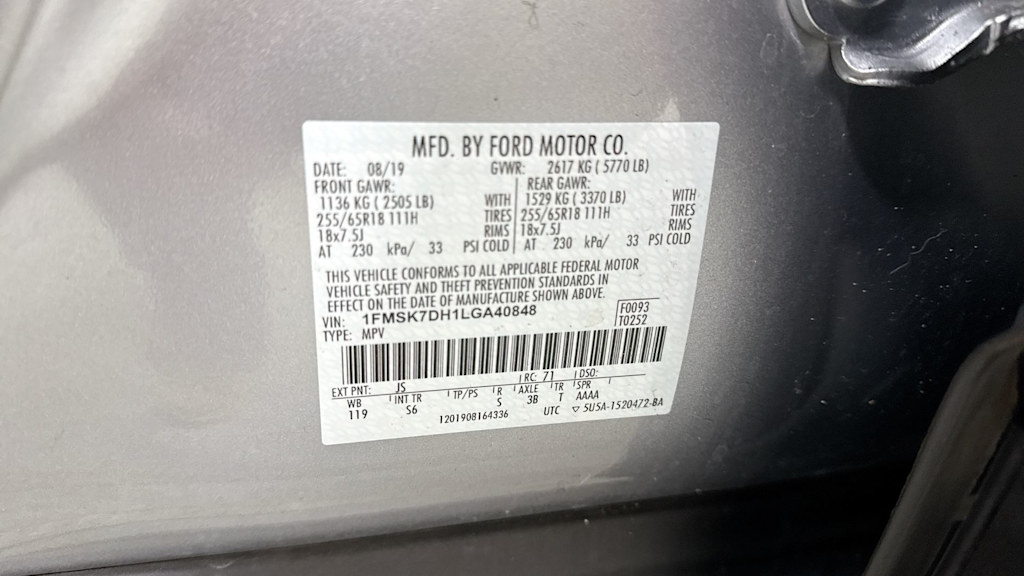 MFD. BY FORD MOTOR CO.
DATE: 08/19 GVWR: 2617 KG ( 5770 LB)
FRONT GAWR: REAR GAWR:
1136 KG ( 2505 LB) WITH 1529 KG ( 3370 LB) WITH
255/65R18 111H TIRES 255/65R18 111H TIRES
18x7.5J RIMS 18x7.5J RIMS
AT 230 kPa/ 33 PSI COLD AT 230 kPa/ 33 PSI COLD
THIS VEHICLE CONFORMS TO ALL APPLICABLE FEDERAL MOTOR
VEHICLE SAFETY AND THEFT PREVENTION STANDARDS IN
EFFECT ON THE DATE OF MANUFACTURE SHOWN ABOVE.
VIN: 1FMSK7DH1LGA40848 F0093
TYPE: MPV T0252
EXT PNT: JS RC: 71 DSO:
WB INT TR TP/PS R AXLE TR SPR
119 S6 S 3B T AAAA
1201908164336 UTC ▽ 5U5A-1520472-BA